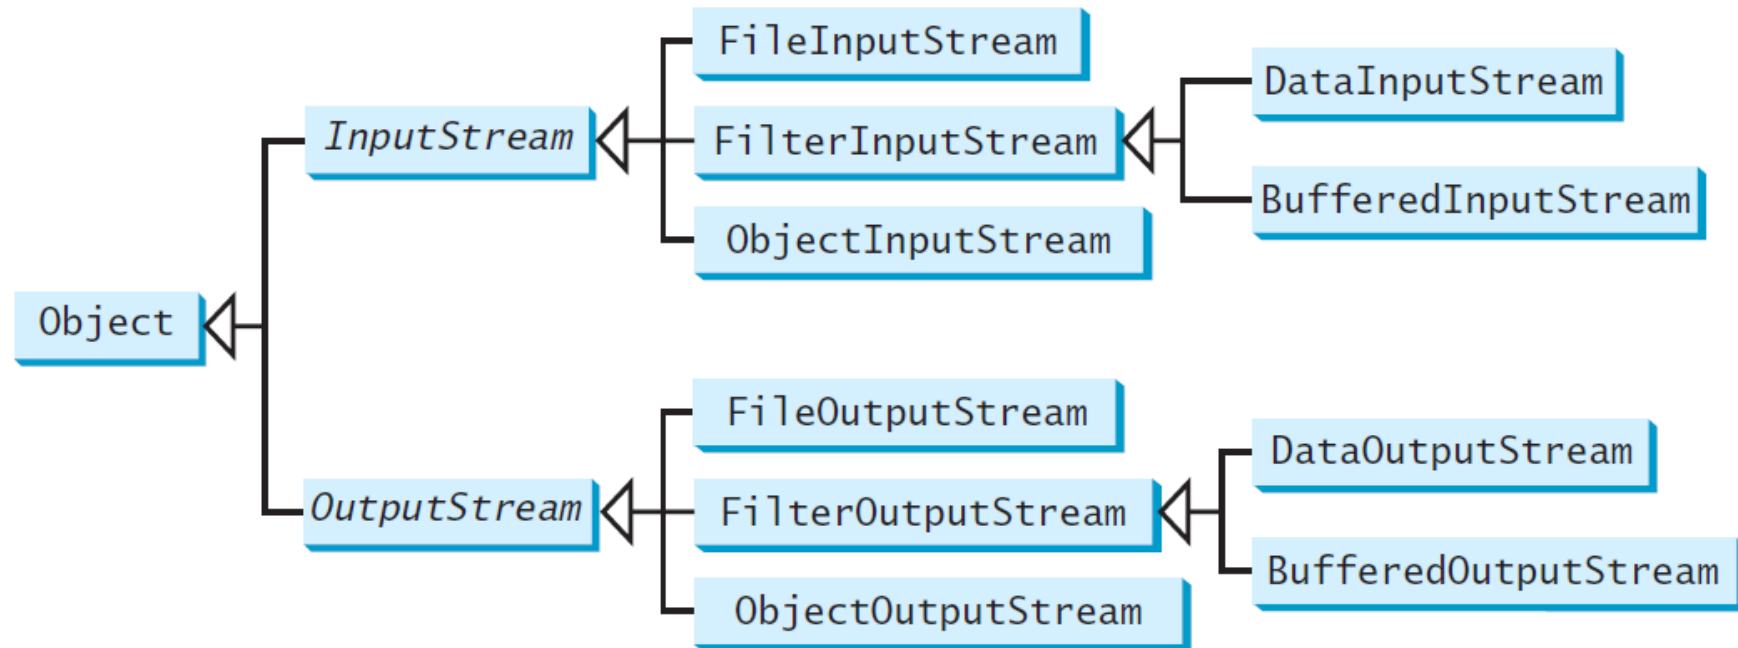 FileInputStream
DataInputStream
InputStream
FilterInputStream
BufferedInputStream
ObjectInputStream
Object
FileOutputStream
DataOutputStream
OutputStream
FilterOutputStream
BufferedOutputStream
ObjectOutputStream